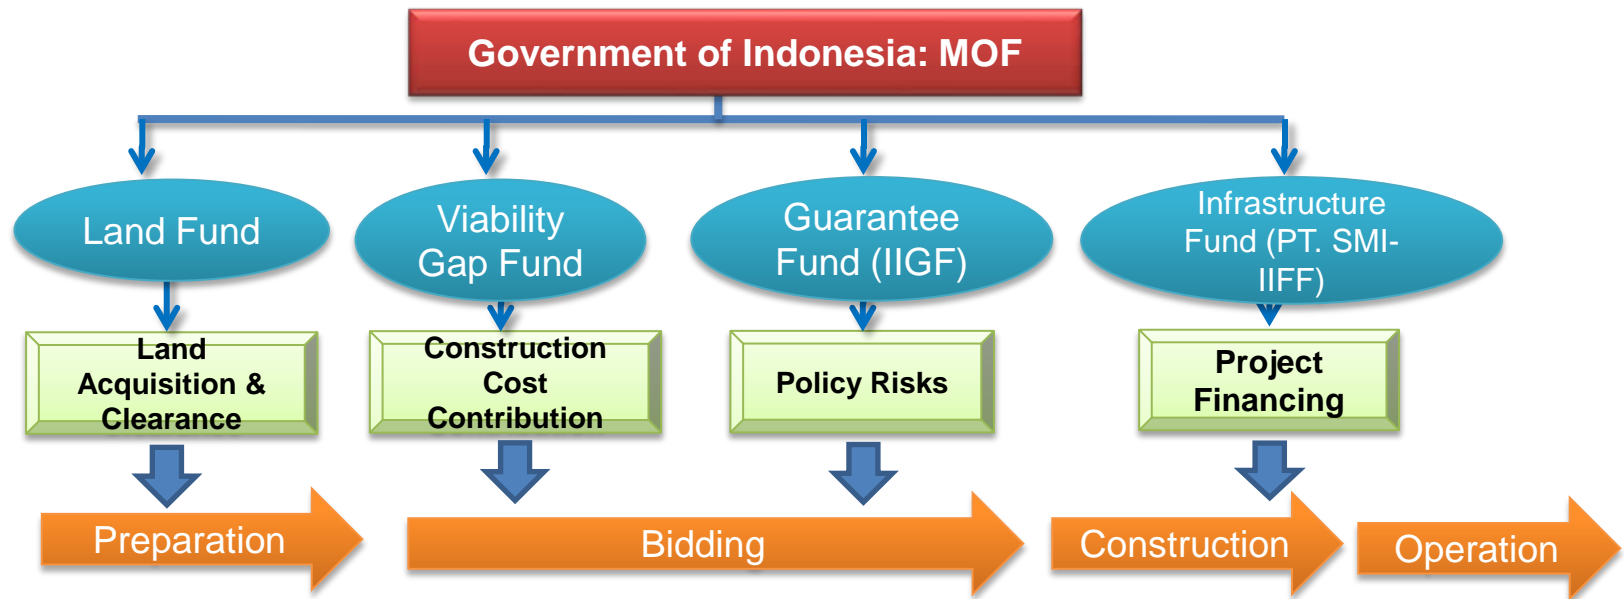 Government of Indonesia: MOF
Land Fund
Viability
Gap Fund
Guarantee
Fund (IIGF)
Infrastructure
Fund (PT. SMI-
IIFF)
Land
Acquisition &
Clearance
Construction
Cost
Contribution
Policy Risks
Project
Financing
Preparation
Bidding
Construction
Operation